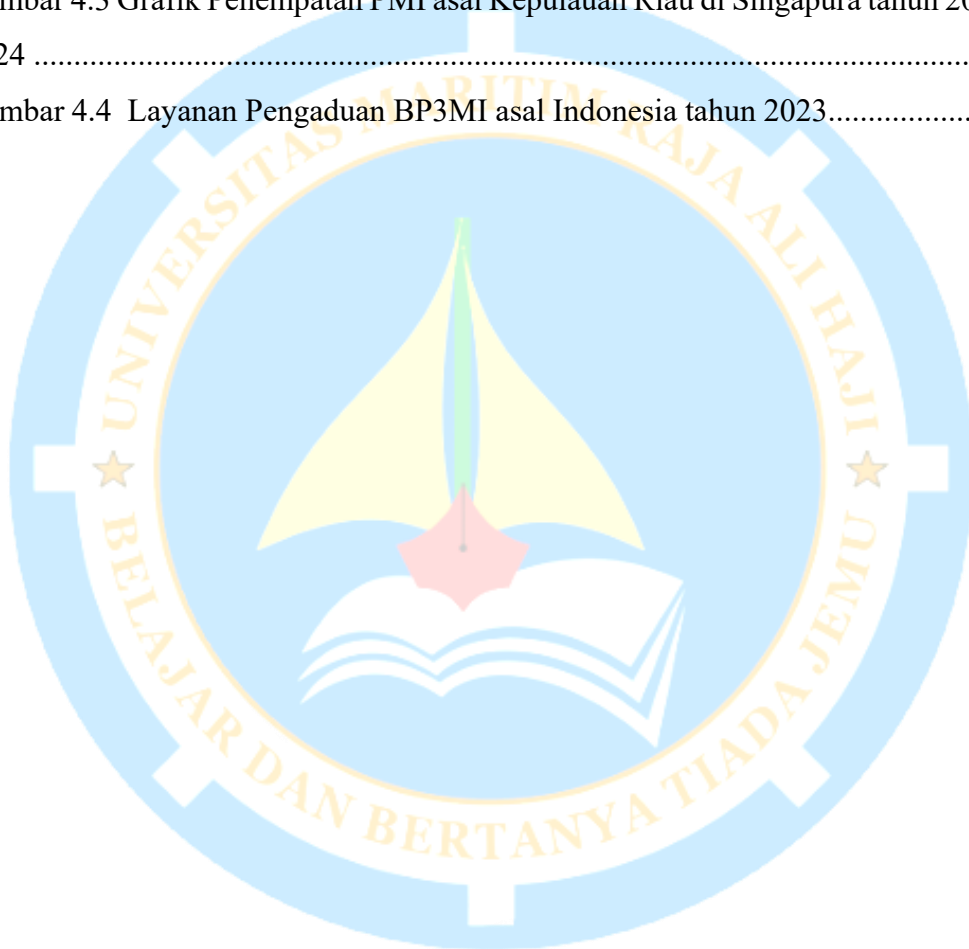 mbar 4.3 Grafik Penempatan PMI asal Kepulauan Riau di Singapura tahun 20
24 ....................................................................................................................
mbar 4.4 Layanan Pengaduan BP3MI asal Indonesia tahun 2023..................
UNIVERSITAS MARITIM RAJA ALI HAJI
BELAJAR DAN BERTANYA TIADA JEMU